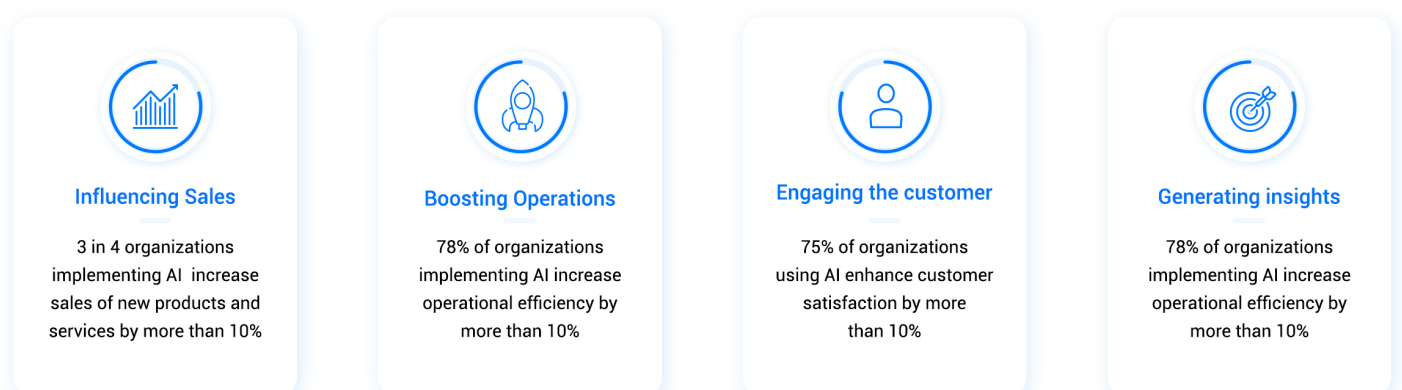 Influencing Sales
3 in 4 organizations
implementing AI  increase
sales of new products and
services by more than 10%
Boosting Operations
78% of organizations
implementing AI increase
operational efficiency by
more than 10%
Engaging the customer
75% of organizations
using AI enhance customer
satisfaction by more
than 10%
Generating insights
78% of organizations
implementing AI increase
operational efficiency by
more than 10%